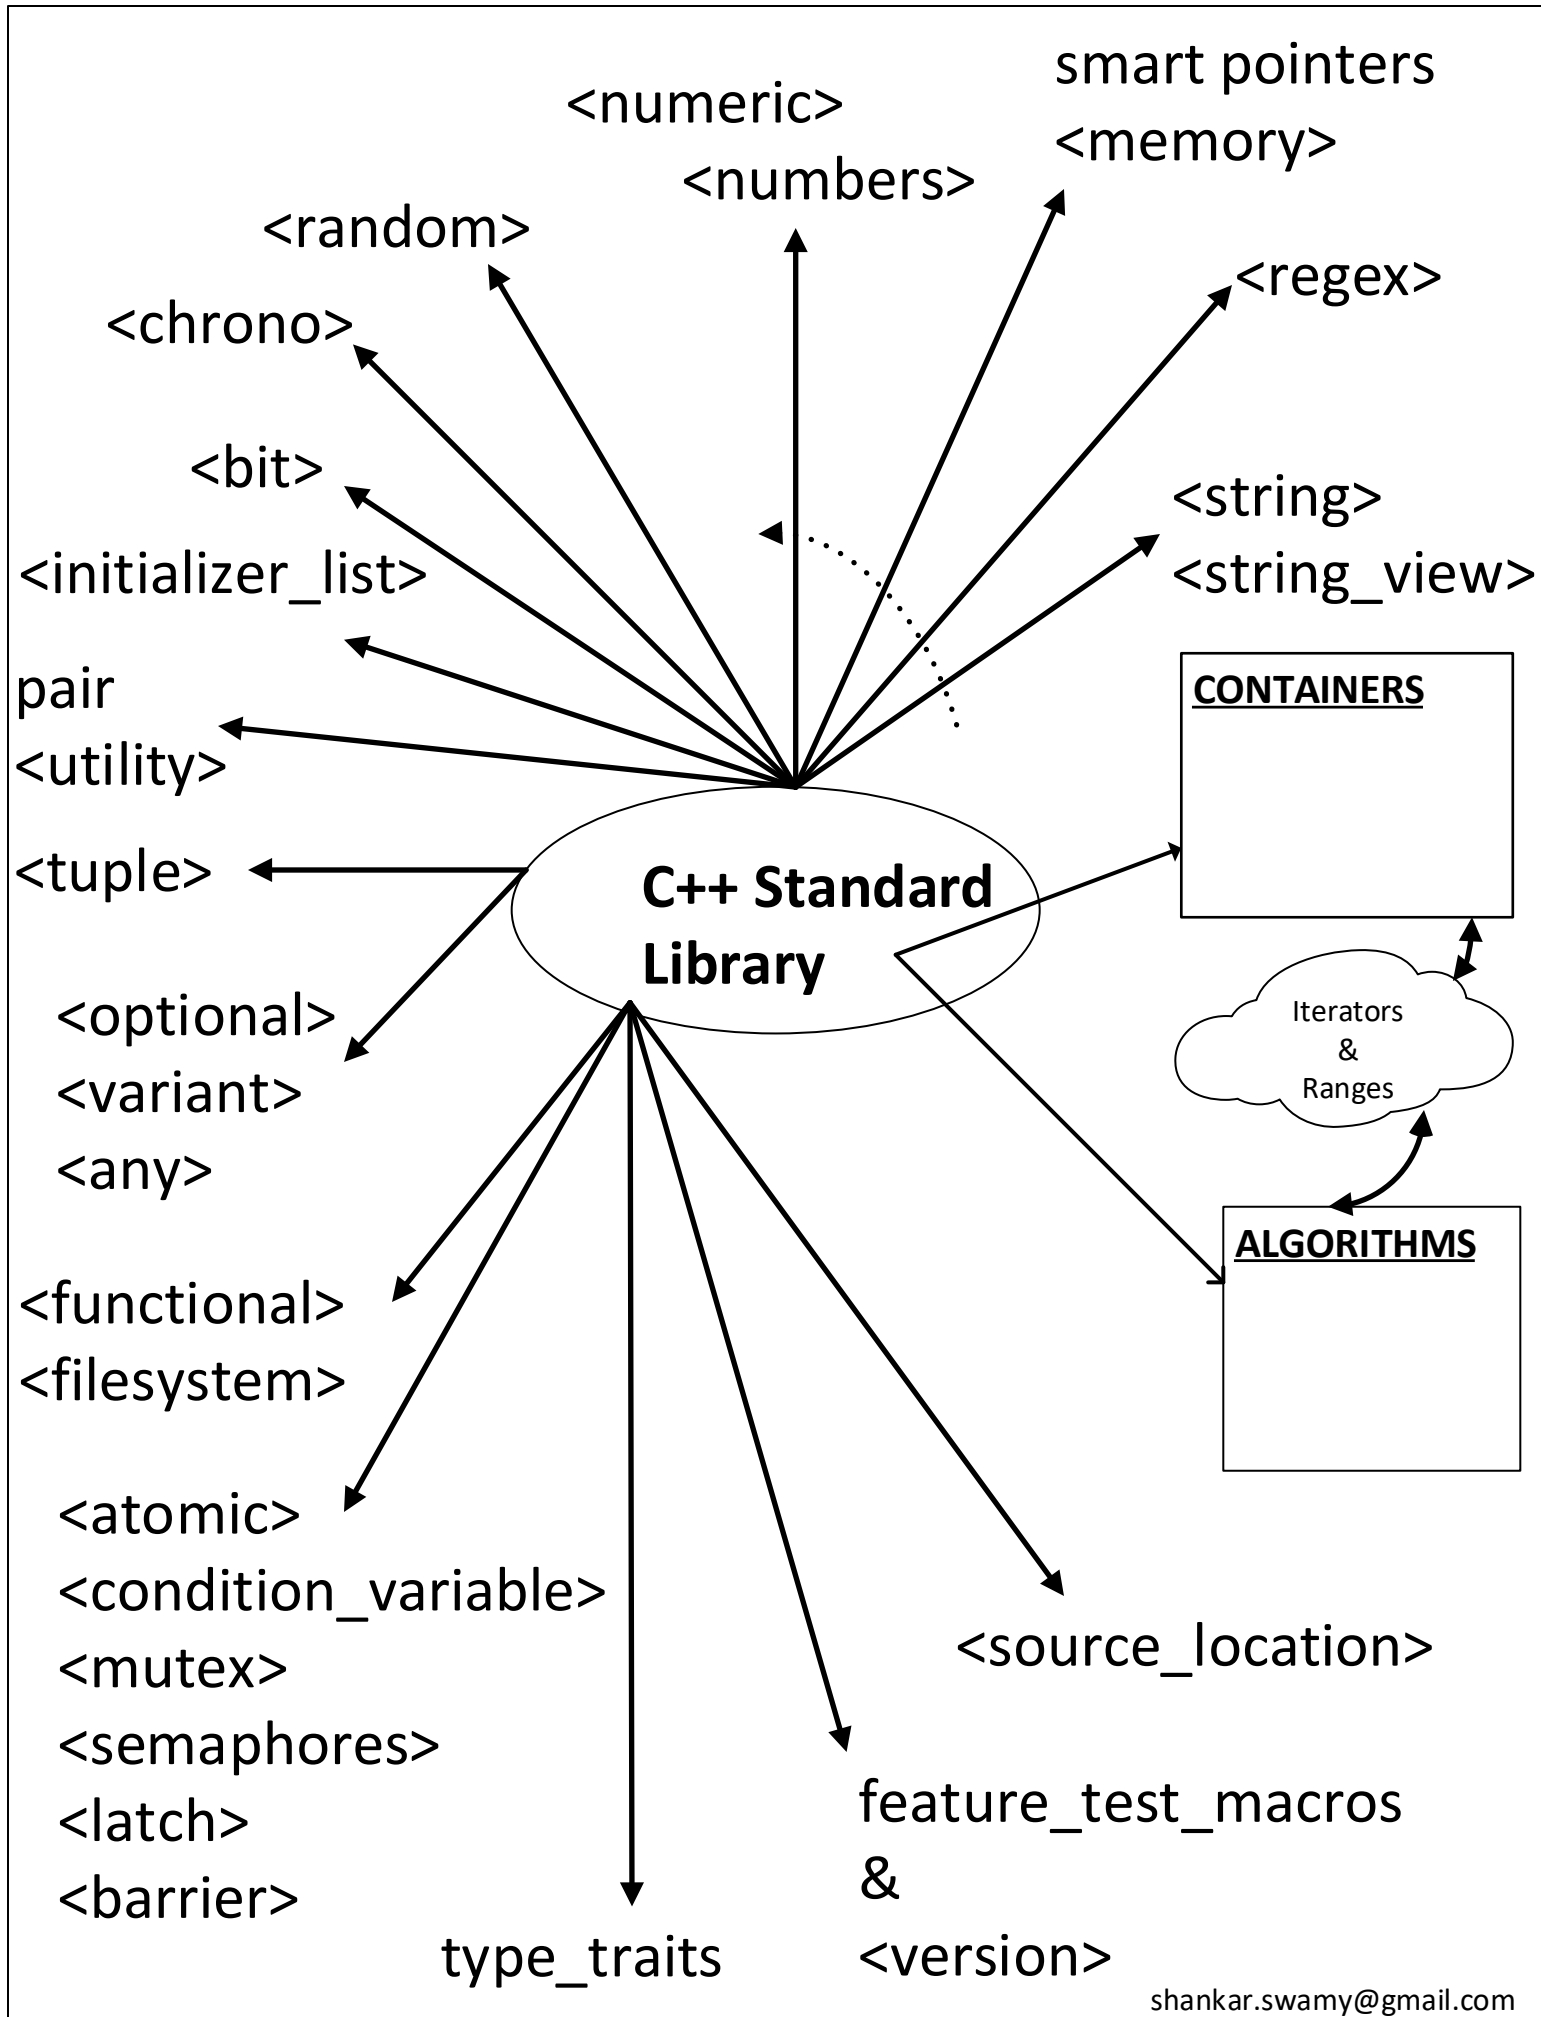 smart pointers
<memory>
<numeric>
<numbers>
<random>
<regex>
<chrono>
<bit>
<string>
<string_view>
<initializer_list>
pair
<utility>
CONTAINERS
<tuple>
C++ Standard
Library
Iterators
&
Ranges
<optional>
<variant>
<any>
ALGORITHMS
<functional>
<filesystem>
<atomic>
<condition_variable>
<mutex>
<semaphores>
<latch>
<barrier>
<source_location>
feature_test_macros
&
<version>
type_traits
shankar.swamy@gmail.com